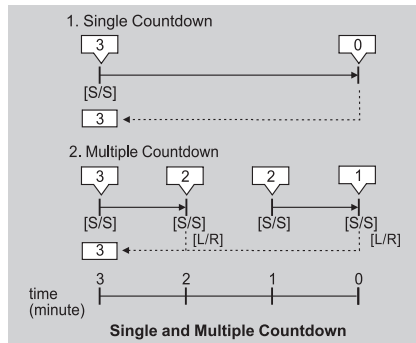 1. Single Countdown
3 0
[S/S]
3
2. Multiple Countdown
3 2 2 1
[S/S] [S/S] [S/S] [S/S]
[L/R] [L/R]
3
3 2 1 0
time
(minute)
Single and Multiple Countdown